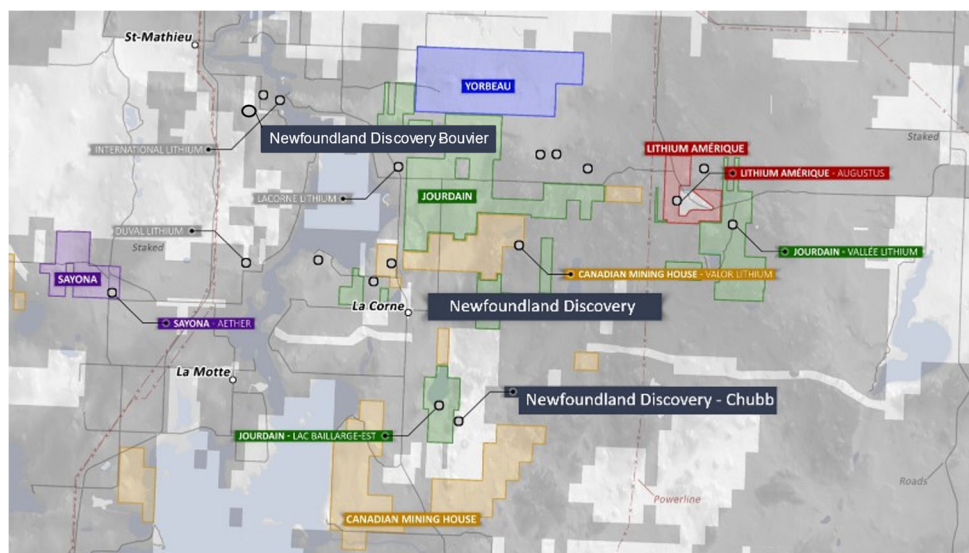 St-Mathieu
YORBEAU
Newfoundland Discovery Bouvier
Staked
INTERNATIONAL LITHIUM
LITHIUM AMÉRIQUE
LITHIUM AMÉRIQUE - AUGUSTUS
LACORNE LITHIUM
JOURDAIN
DUVAL LITHIUM
Staked
JOURDAIN - VALLÉE LITHIUM
SAYONA
CANADIAN MINING HOUSE - VALOR LITHIUM
La Corne
Newfoundland Discovery
SAYONA - AETHER
La Motte
Newfoundland Discovery - Chubb
JOURDAIN - LAC BAILLARGE-EST
Roads
Powerline
CANADIAN MINING HOUSE